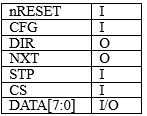 nRESET I
CFG I
DIR O
NXT O
STP I
CS I
DATA[7:0] I/O